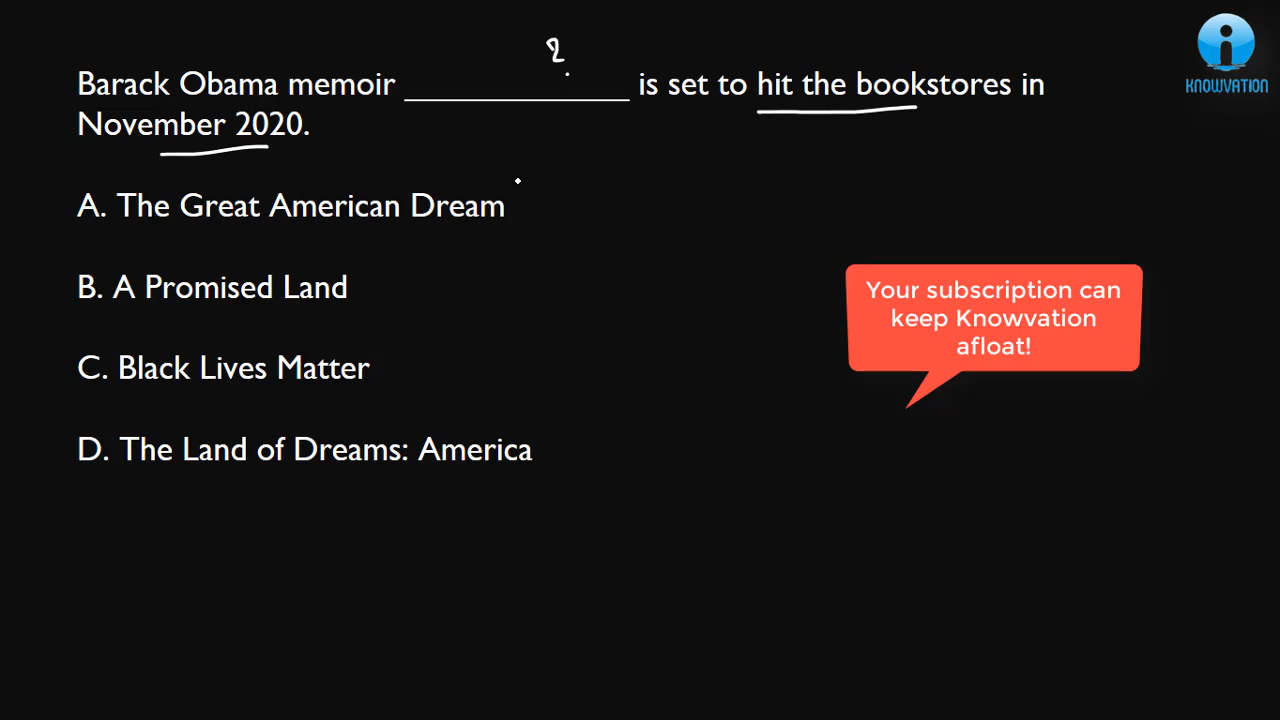 Barack Obama memoir ____________ is set to hit the bookstores in
November 2020.
?
A. The Great American Dream
B. A Promised Land
C. Black Lives Matter
D. The Land of Dreams: America
Your subscription can
keep Knowvation
afloat!
i
KNOWVATION